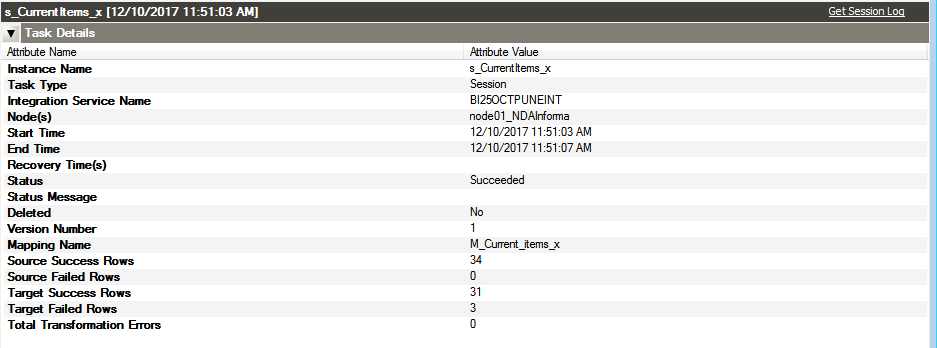 s_CurrentItems_x [12/10/2017 11:51:03 AM] Get Session Log
Task Details
Attribute Name Attribute Value
Instance Name s_CurrentItems_x
Task Type Session
Integration Service Name BI25OCTPUNEINT
Node(s) node01_NDAInforma
Start Time 12/10/2017 11:51:03 AM
End Time 12/10/2017 11:51:07 AM
Recovery Time(s)
Status Succeeded
Status Message
Deleted No
Version Number 1
Mapping Name M_Current_items_x
Source Success Rows 34
Source Failed Rows 0
Target Success Rows 31
Target Failed Rows 3
Total Transformation Errors 0